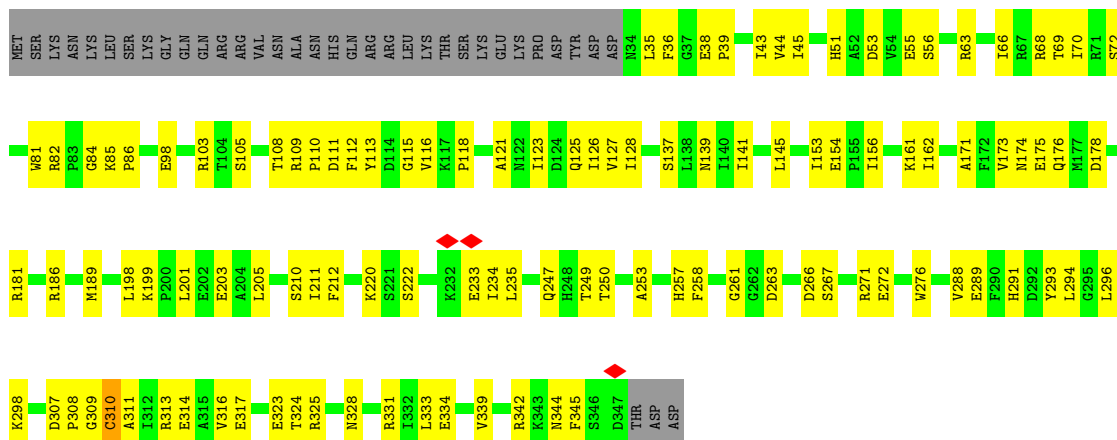 MET SER LYS ASN LYS LEU SER LYS GLY GLN GLN ARG ARG VAL ASN ALA ASN HIS GLN ARG ARG LEU LYS THR SER LYS GLU LYS PRO ASP TYR ASP ASP N34 L35 F36 G37 E38 P39 I43 V44 I45 H51 A52 D53 V54 E55 S56 R63 I66 R67 R68 T69 I70 R71 S72
W81 R82 P83 G84 K85 P86 E98 R103 T104 S105 T108 R109 P110 D111 F112 Y113 D114 G115 V116 K117 P118 A121 N122 I123 D124 Q125 I126 V127 I128 S137 L138 N139 I140 I141 L145 I153 E154 P155 I156 K161 I162 A171 F172 V173 N174 E175 Q176 M177 D178
R181 R186 M189 L198 K199 P200 L201 E202 E203 A204 L205 S210 I211 F212 K220 S221 S222 K232 E233 I234 L235 Q247 H248 T249 T250 A253 H257 F258 G261 G262 D263 D266 S267 R271 E272 W276 V288 E289 F290 H291 D292 Y293 L294 G295 L296
K298 D307 P308 G309 C310 A311 I312 R313 E314 A315 V316 E317 E323 T324 R325 N328 R331 I332 L333 E334 V339 R342 K343 N344 F345 S346 D347 THR ASP ASP